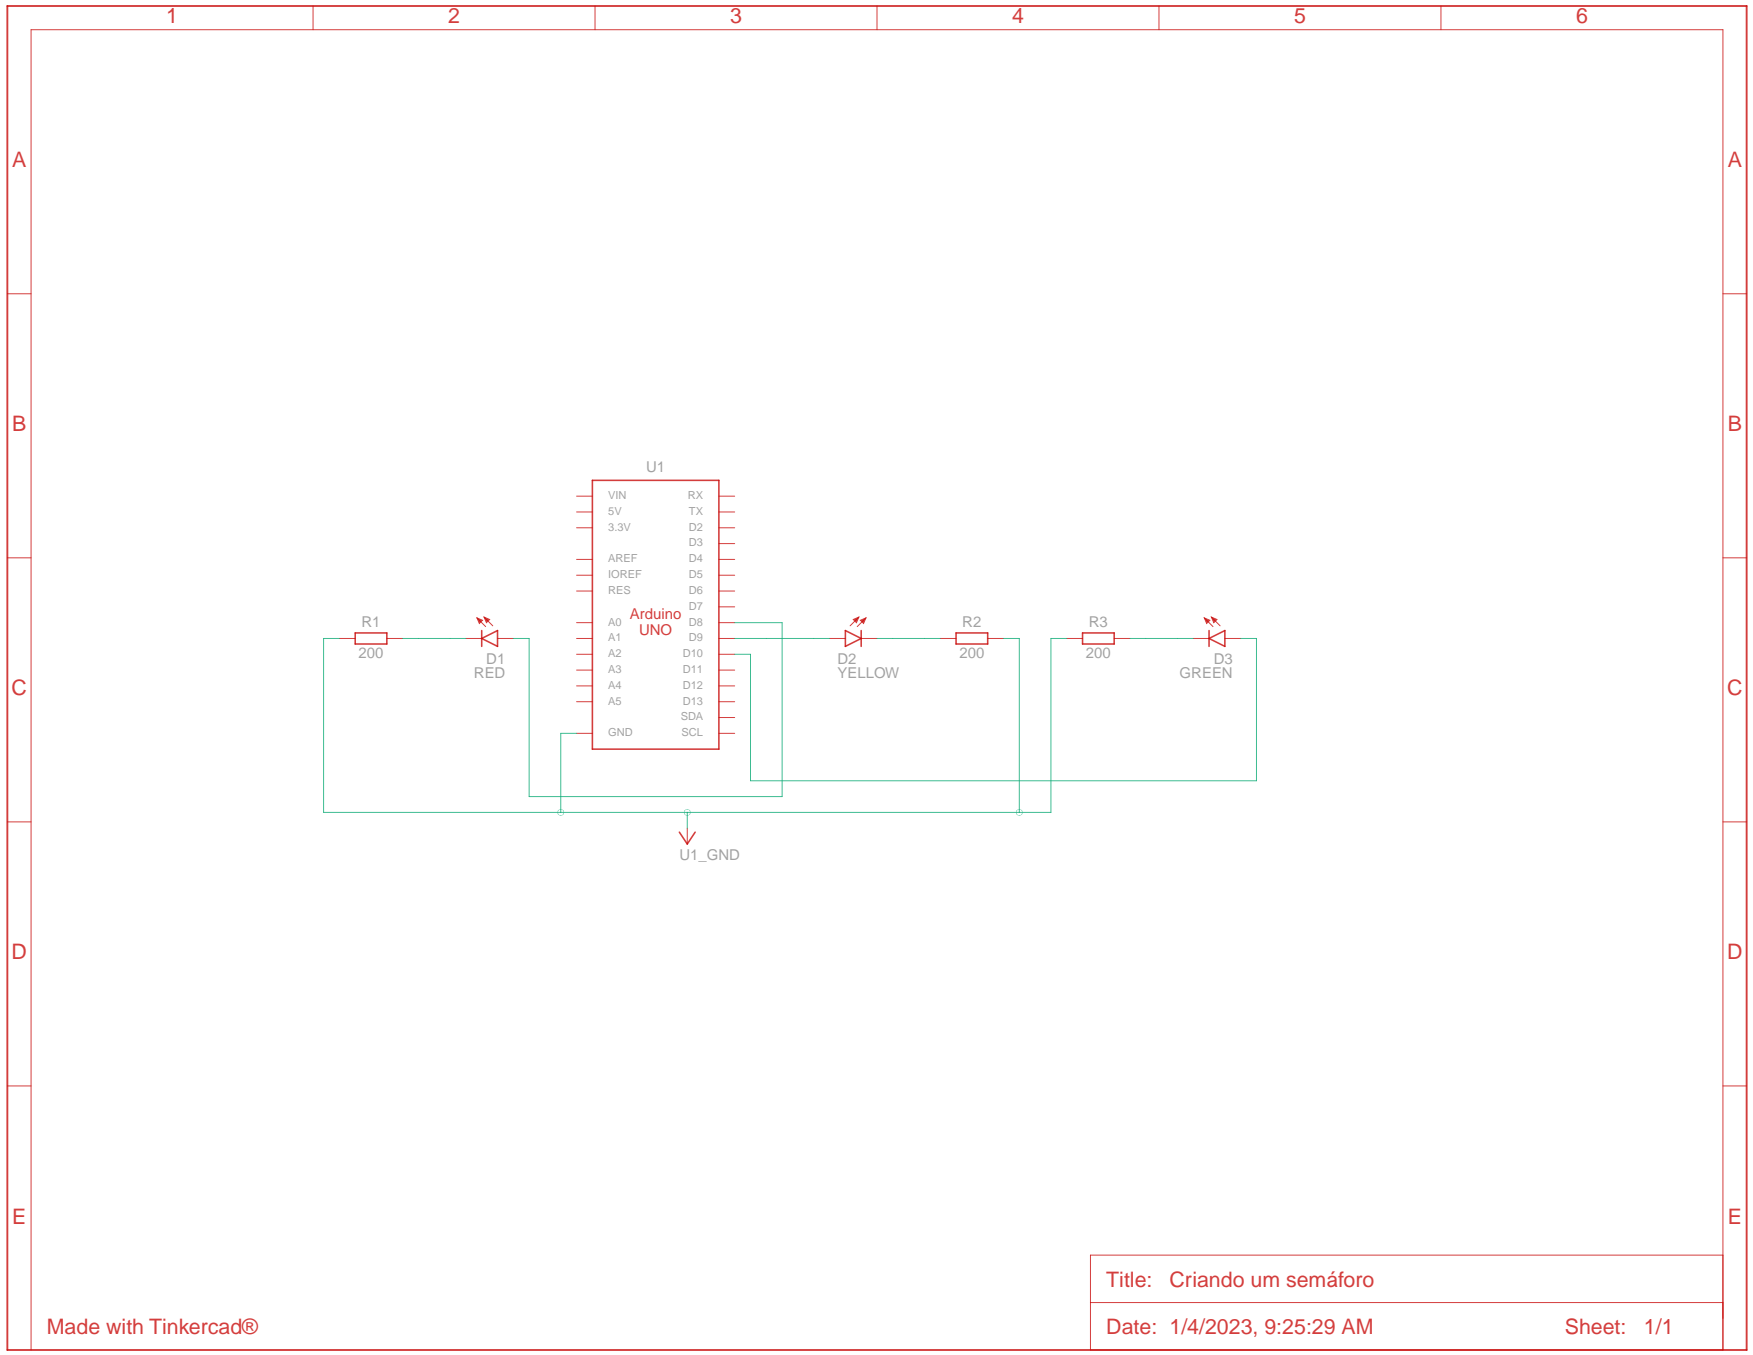 1 2 3 4 5 6
A A
B B
U1
VIN RX
5V TX
3.3V D2
D3
AREF D4
IOREF D5
RES D6
D7
Arduino
UNO
A0 D8
A1 D9
A2 D10
A3 D11
A4 D12
A5 D13
SDA
GND SCL
R1
200
D1
RED
D2
YELLOW
R2
200
R3
200
D3
GREEN
C C
U1_GND
D D
E E
Title: Criando um semáforo
Date: 1/4/2023, 9:25:29 AM Sheet: 1/1
Made with Tinkercad®